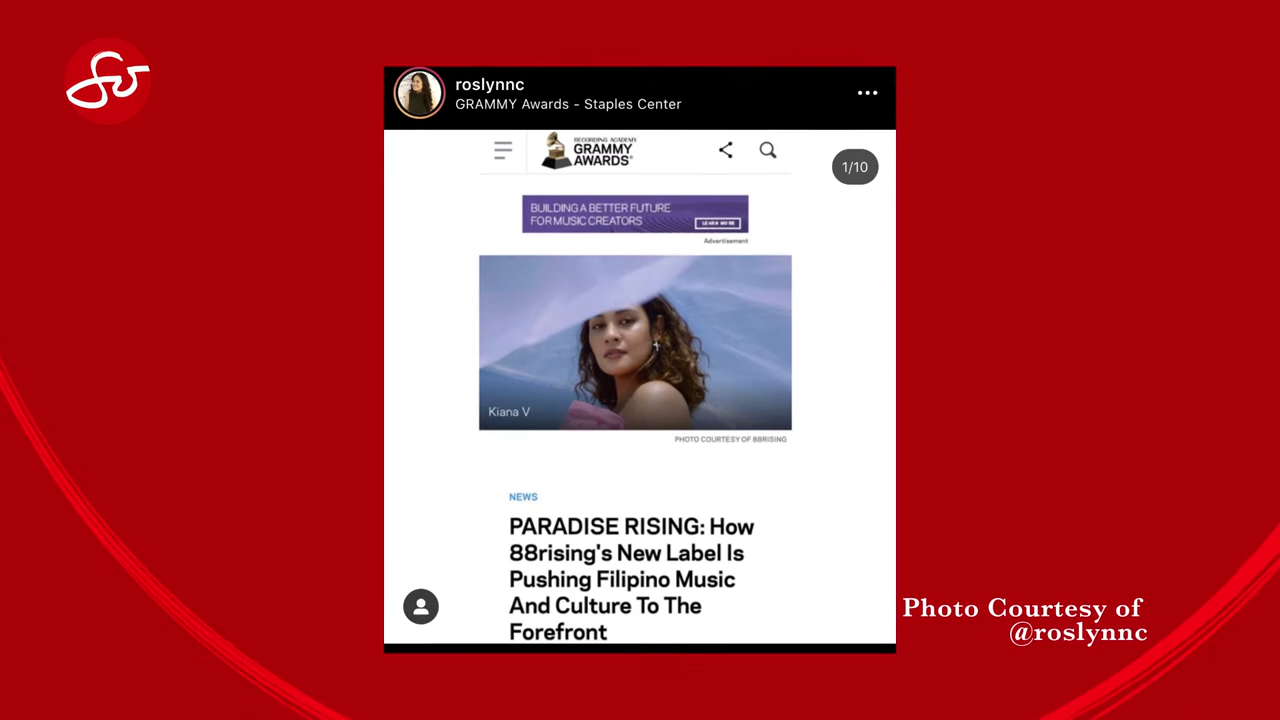 roslynnc
GRAMMY Awards - Staples Center
RECORDING ACADEMY
GRAMMY
AWARDS®
1/10
BUILDING A BETTER FUTURE
FOR MUSIC CREATORS
LEARN MORE
Advertisement
Kiana V
PHOTO COURTESY OF 88RISING
NEWS
PARADISE RISING: How
88rising's New Label Is
Pushing Filipino Music
And Culture To The
Forefront
Photo Courtesy of
@roslynnc